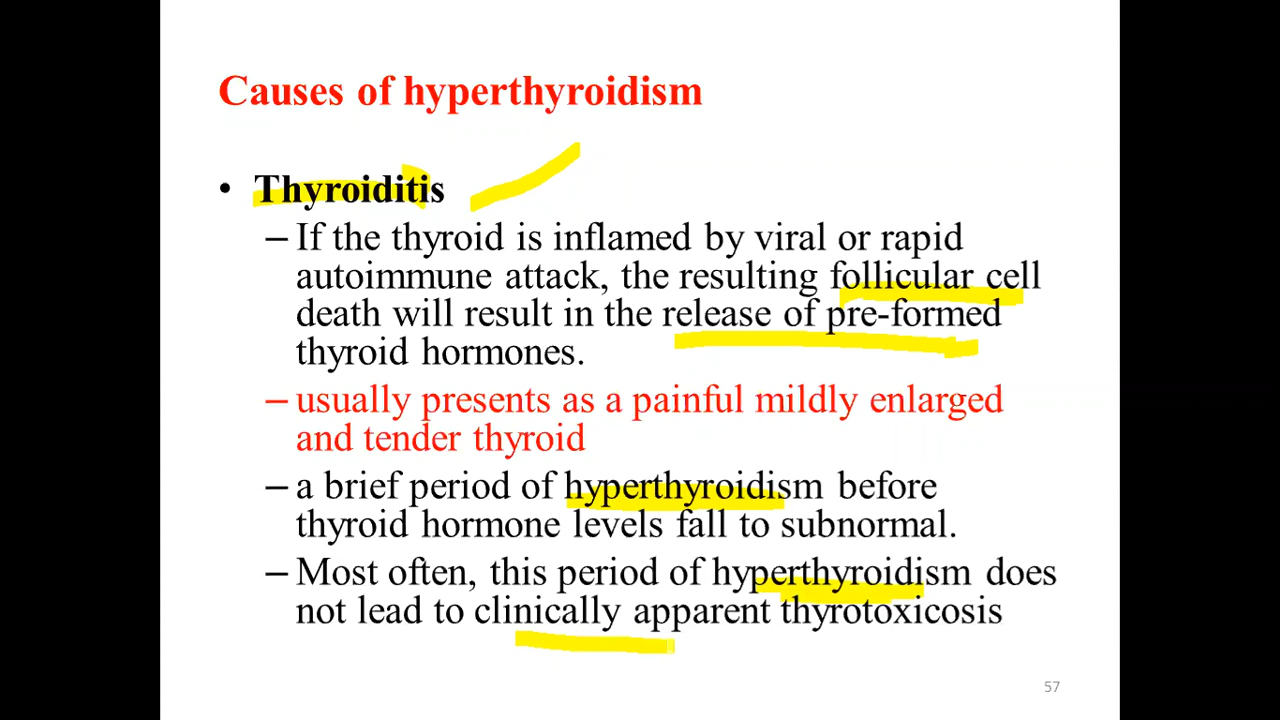 Causes of hyperthyroidism
• Thyroiditis
– If the thyroid is inflamed by viral or rapid
autoimmune attack, the resulting follicular cell
death will result in the release of pre-formed
thyroid hormones.
– usually presents as a painful mildly enlarged
and tender thyroid
– a brief period of hyperthyroidism before
thyroid hormone levels fall to subnormal.
– Most often, this period of hyperthyroidism does
not lead to clinically apparent thyrotoxicosis
57